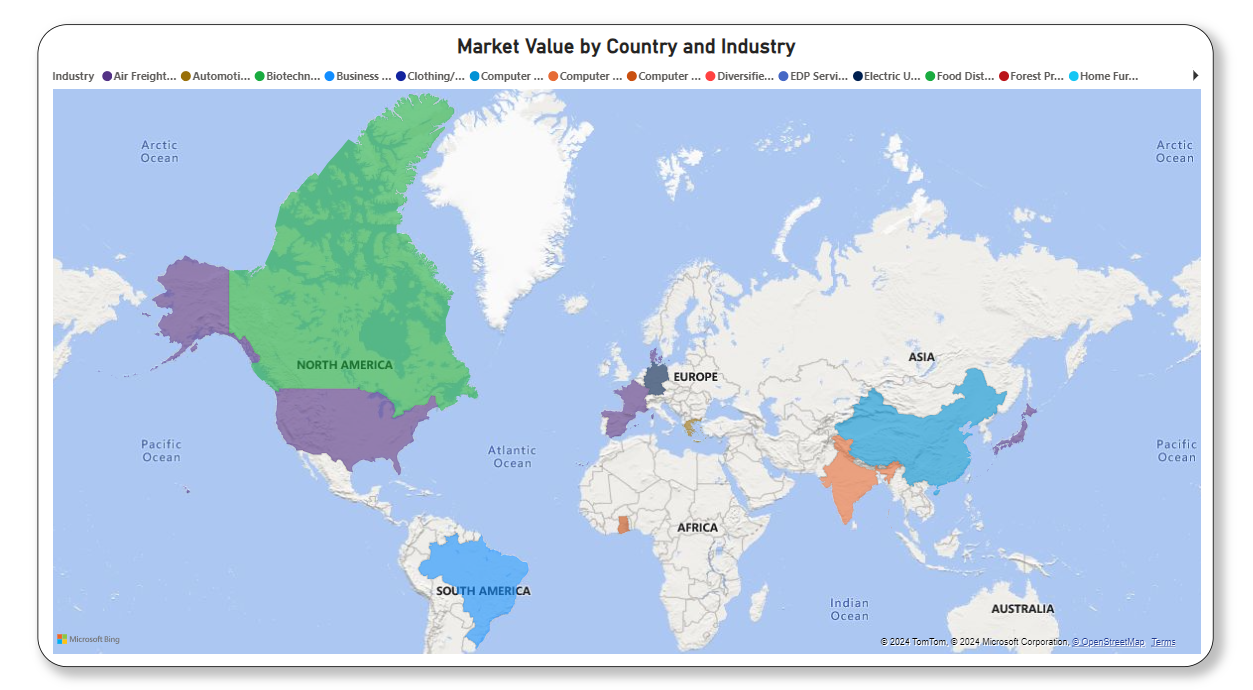 Market Value by Country and Industry
Industry Air Freight... Automoti... Biotechn... Business ... Clothing/... Computer ... Computer ... Computer ... Diversifie... EDP Servi... Electric U... Food Dist... Forest Pr... Home Fur...
Arctic
Ocean
Arctic
Ocean
NORTH AMERICA
EUROPE
ASIA
Pacific
Ocean
Atlantic
Ocean
Pacific
Ocean
AFRICA
SOUTH AMERICA
Indian
Ocean
AUSTRALIA
Microsoft Bing
© 2024 TomTom, © 2024 Microsoft Corporation, © OpenStreetMap Terms